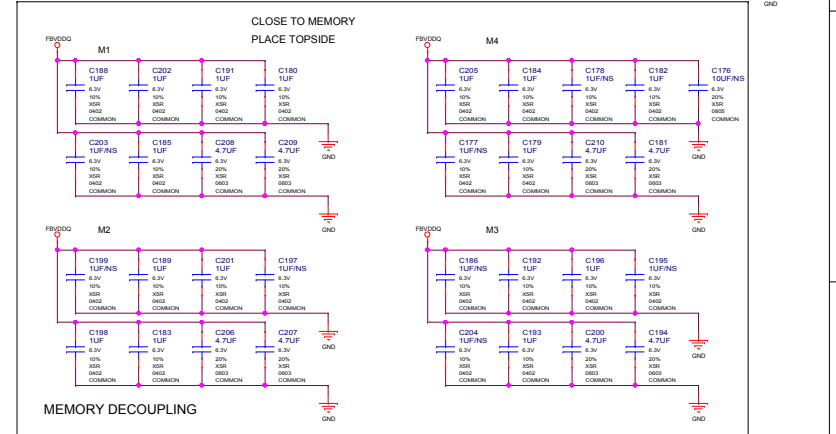 GND
CLOSE TO MEMORY
PLACE TOPSIDE
FBVDDQ
M1
C188
1UF
6.3V
10%
X5R
0402
COMMON
C202
1UF
6.3V
10%
X5R
0402
COMMON
C191
1UF
6.3V
10%
X5R
0402
COMMON
C180
1UF
6.3V
10%
X5R
0402
COMMON
C203
1UF/NS
6.3V
10%
X5R
0402
COMMON
C185
1UF
6.3V
10%
X5R
0402
COMMON
C208
4.7UF
6.3V
20%
X5R
0603
COMMON
C209
4.7UF
6.3V
20%
X5R
0603
COMMON
GND
GND
FBVDDQ
M4
C205
1UF
6.3V
10%
X5R
0402
COMMON
C184
1UF
6.3V
10%
X5R
0402
COMMON
C178
1UF/NS
6.3V
10%
X5R
0402
COMMON
C182
1UF
6.3V
10%
X5R
0402
COMMON
C176
10UF/NS
6.3V
20%
X5R
0805
COMMON
C177
1UF/NS
6.3V
10%
X5R
0402
COMMON
C179
1UF
6.3V
10%
X5R
0402
COMMON
C210
4.7UF
6.3V
20%
X5R
0603
COMMON
C181
4.7UF
6.3V
20%
X5R
0603
COMMON
GND
GND
FBVDDQ
M2
C199
1UF/NS
6.3V
10%
X5R
0402
COMMON
C189
1UF
6.3V
10%
X5R
0402
COMMON
C201
1UF
6.3V
10%
X5R
0402
COMMON
C197
1UF/NS
6.3V
10%
X5R
0402
COMMON
C198
1UF
6.3V
10%
X5R
0402
COMMON
C183
1UF
6.3V
10%
X5R
0402
COMMON
C206
4.7UF
6.3V
20%
X5R
0603
COMMON
C207
4.7UF
6.3V
20%
X5R
0603
COMMON
GND
GND
FBVDDQ
M3
C186
1UF/NS
6.3V
10%
X5R
0402
COMMON
C192
1UF
6.3V
10%
X5R
0402
COMMON
C196
1UF
6.3V
10%
X5R
0402
COMMON
C195
1UF/NS
6.3V
10%
X5R
0402
COMMON
C204
1UF/NS
6.3V
10%
X5R
0402
COMMON
C193
1UF
6.3V
10%
X5R
0402
COMMON
C200
4.7UF
6.3V
20%
X5R
0603
COMMON
C194
4.7UF
6.3V
20%
X5R
0603
COMMON
GND
GND
MEMORY DECOUPLING